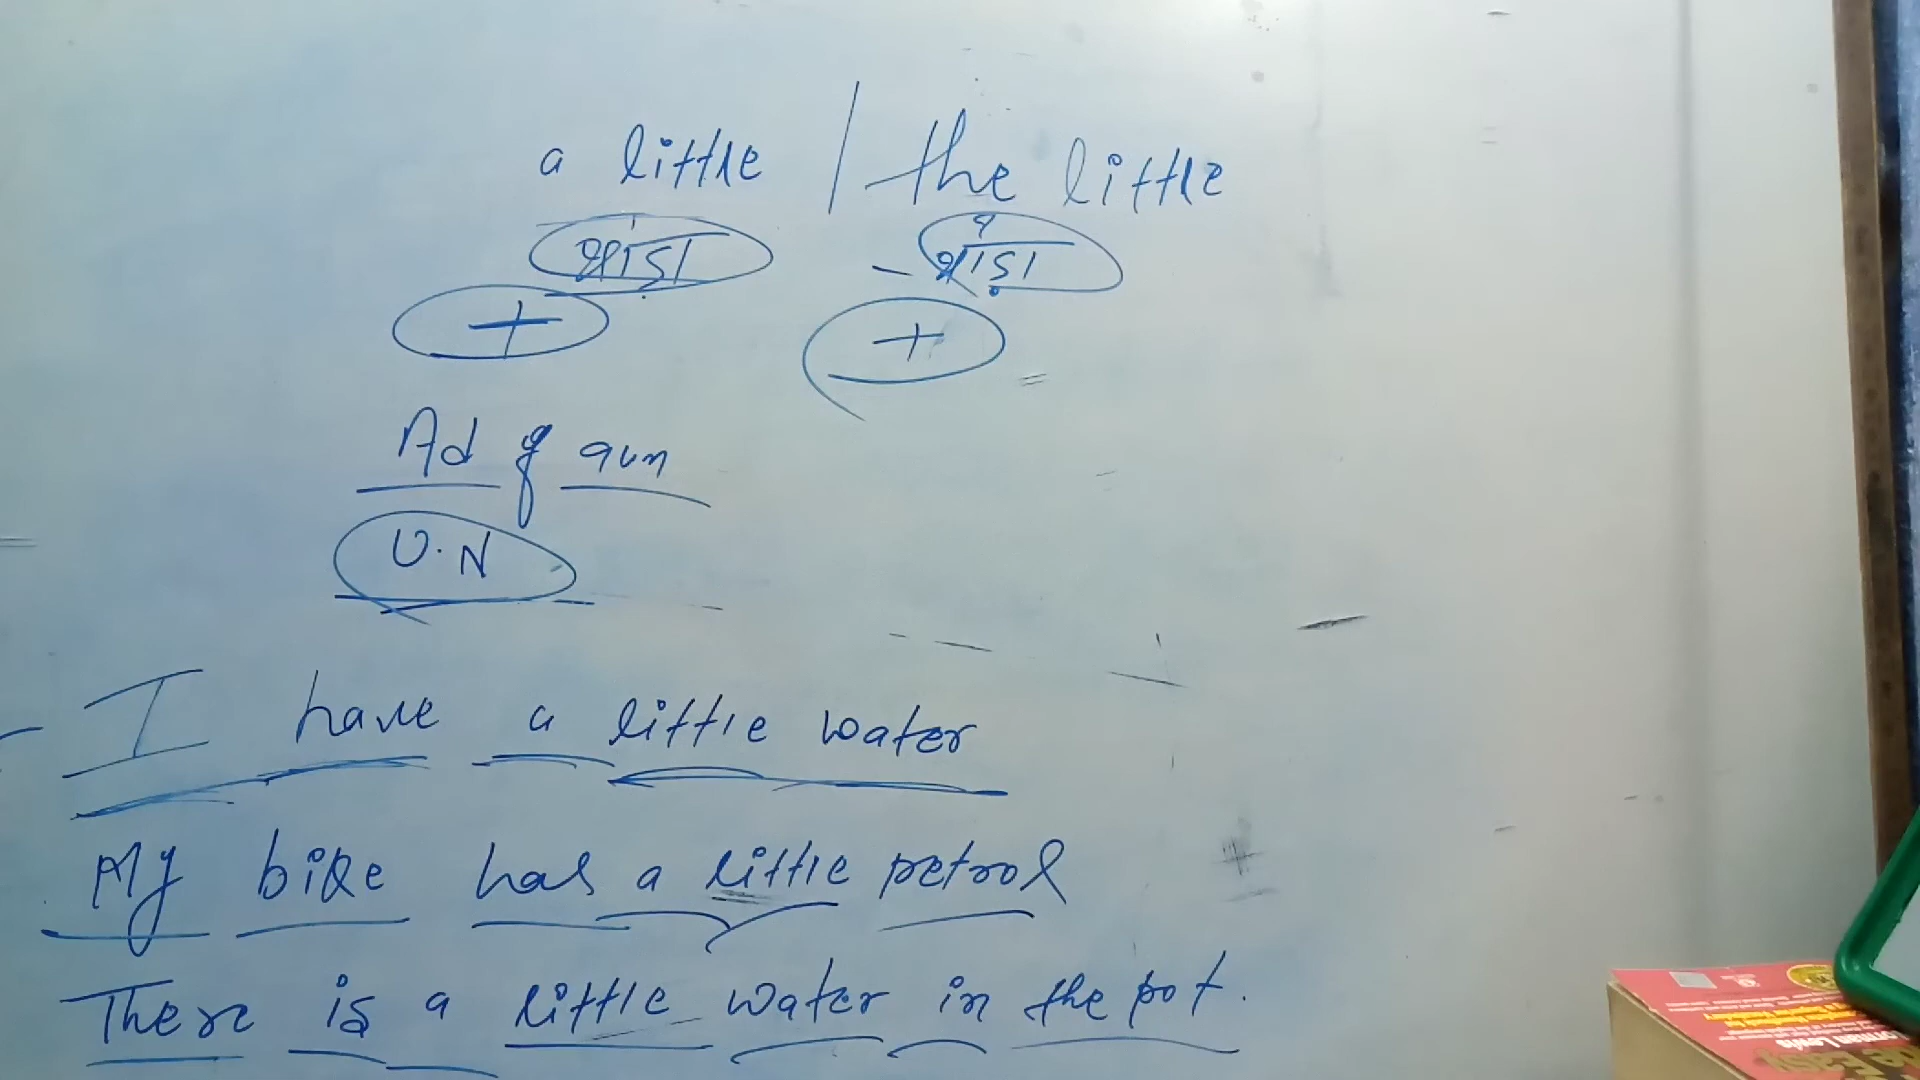 a little / the little
थोड़ा थोड़ा
+ +
Ad of qun
U.N
I have a little water
My bike has a little petrol
There is a little water in the pot.